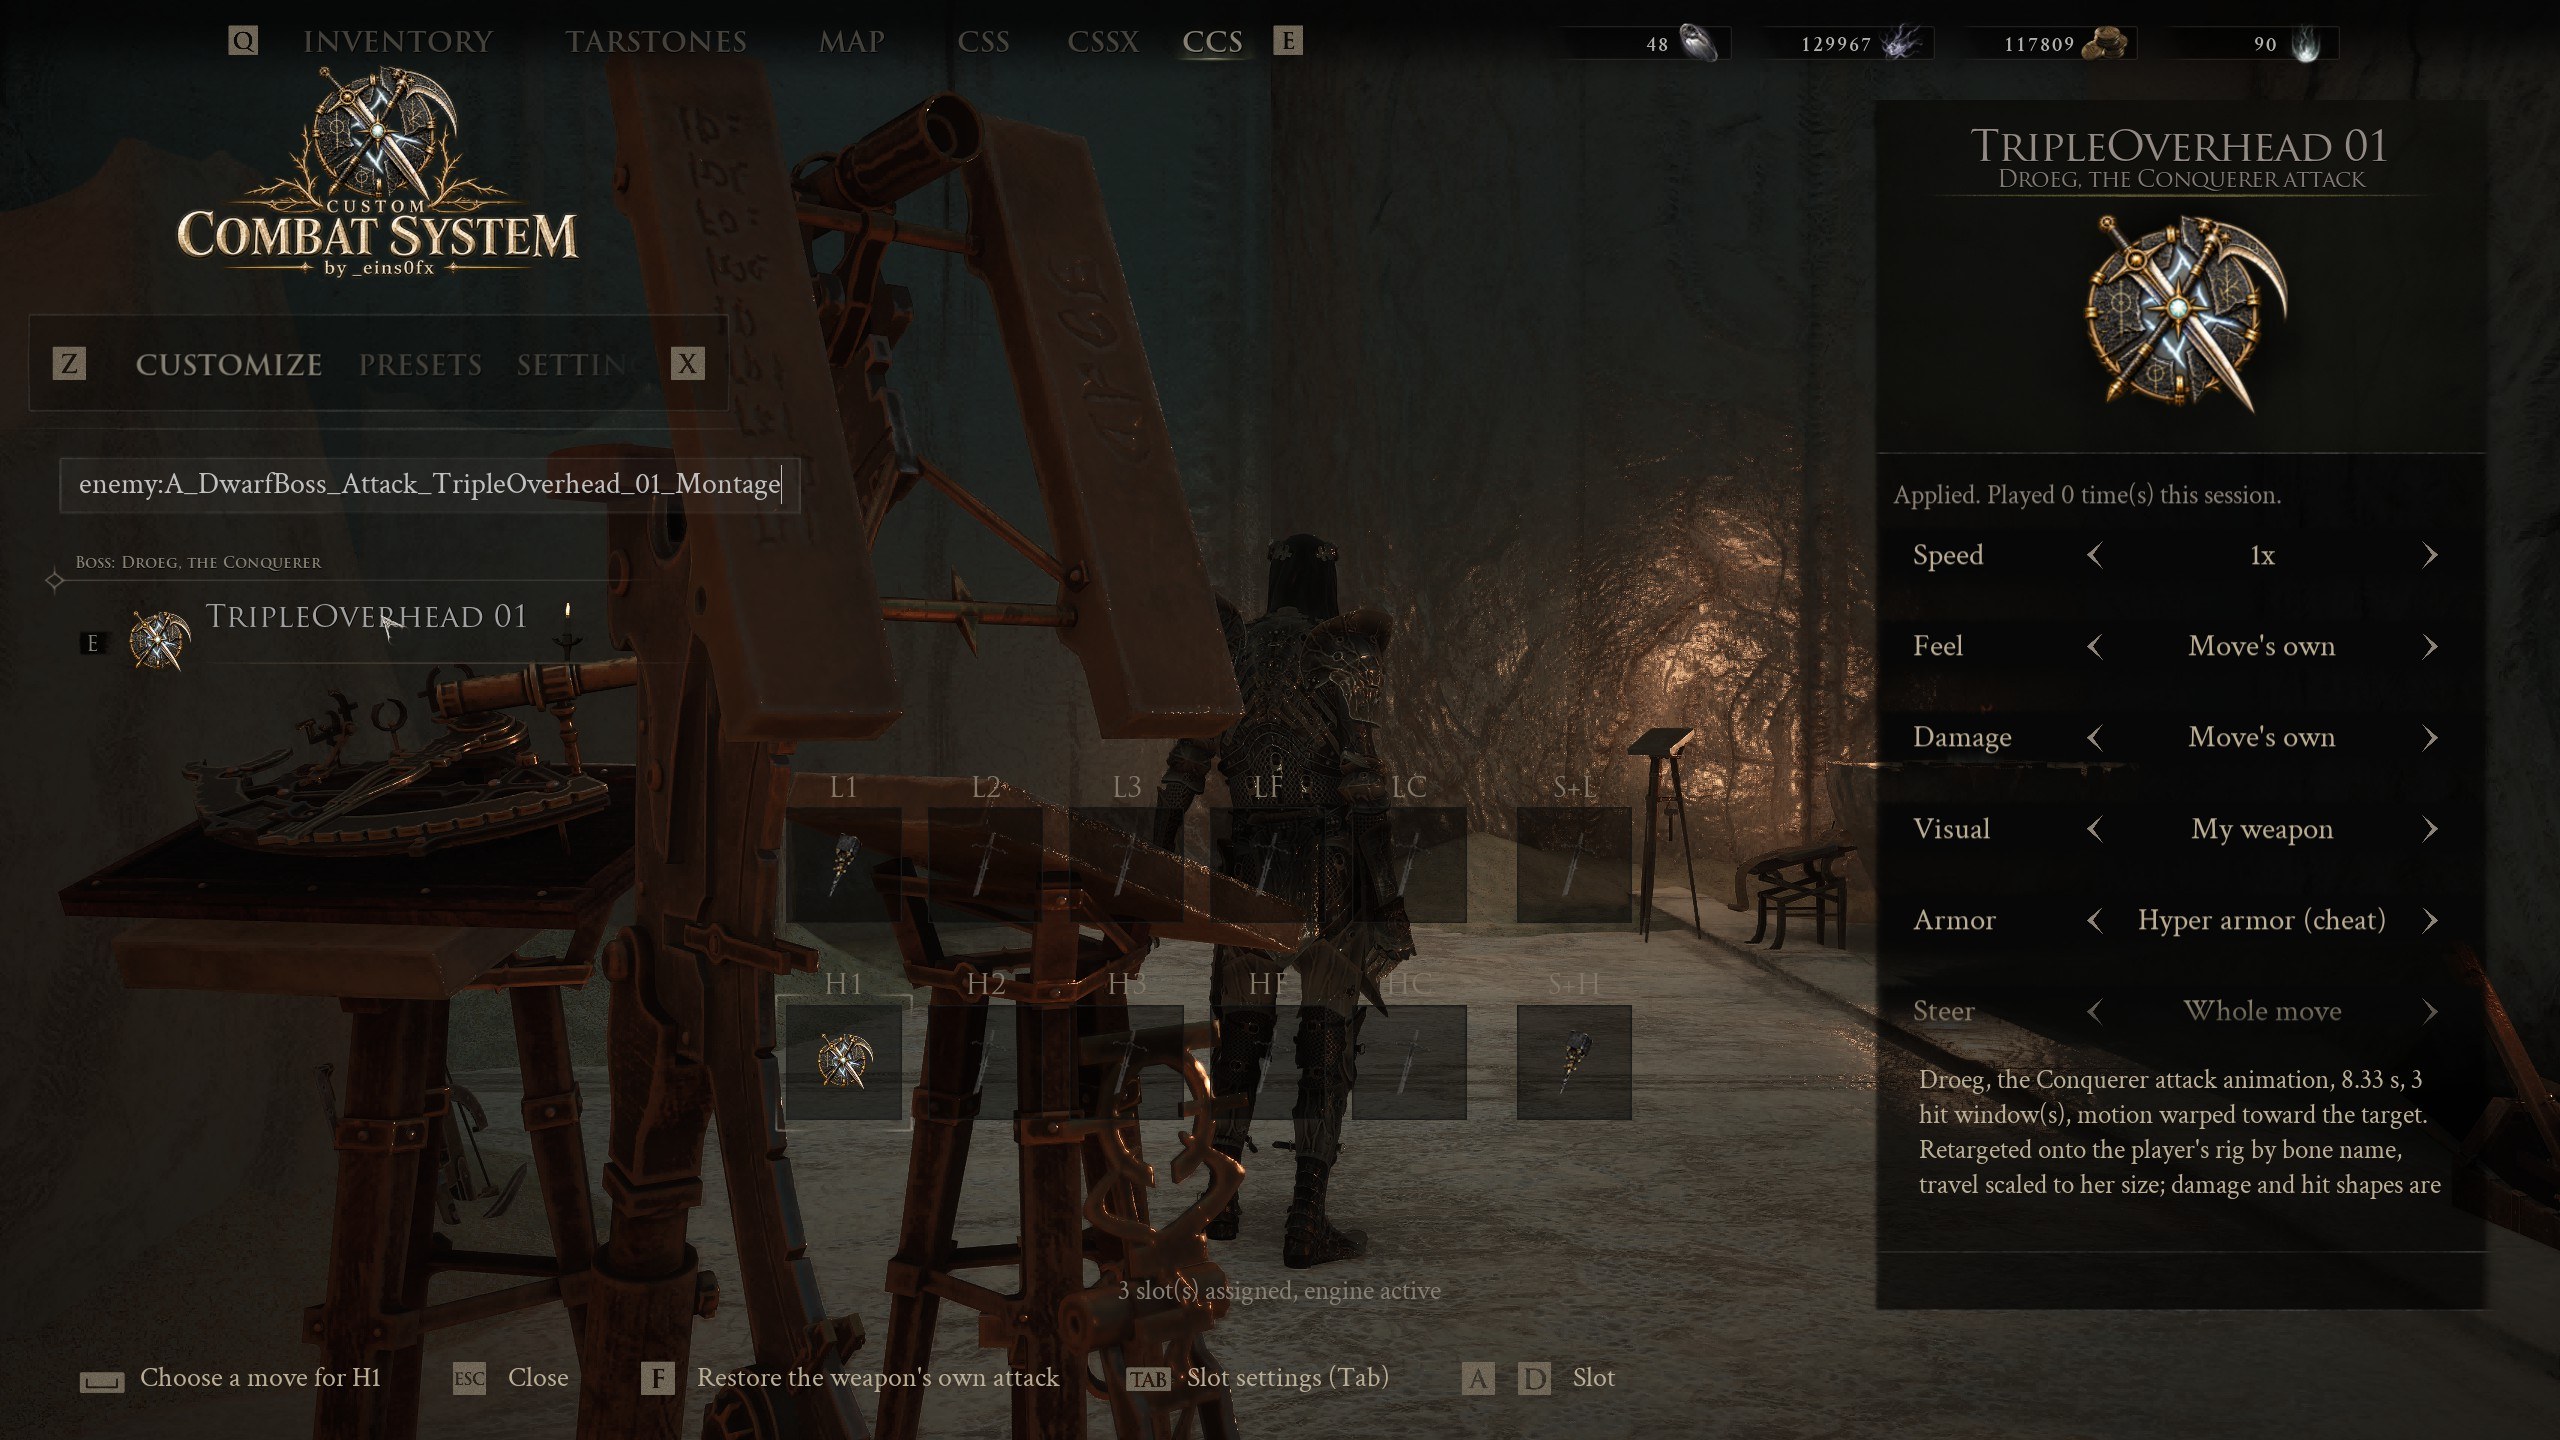 Q INVENTORY TARSTONES MAP CSS CSSX CCS E
48 129967 117809 90
CUSTOM
COMBAT SYSTEM
by _eins0fx
Z CUSTOMIZE PRESETS SETTIN X
enemy:A_DwarfBoss_Attack_TripleOverhead_01_Montage
Boss: Droeg, the Conquerer
E TripleOverhead 01
L1 L2 L3 LF LC S+L
H1 H2 H3 HF HC S+H
3 slot(s) assigned, engine active
TripleOverhead 01
Droeg, the Conquerer attack
Applied. Played 0 time(s) this session.
Speed 1x
Feel Move's own
Damage Move's own
Visual My weapon
Armor Hyper armor (cheat)
Steer Whole move
Droeg, the Conquerer attack animation, 8.33 s, 3
hit window(s), motion warped toward the target.
Retargeted onto the player's rig by bone name,
travel scaled to her size; damage and hit shapes are
Choose a move for H1 ESC Close F Restore the weapon's own attack TAB Slot settings (Tab) A D Slot